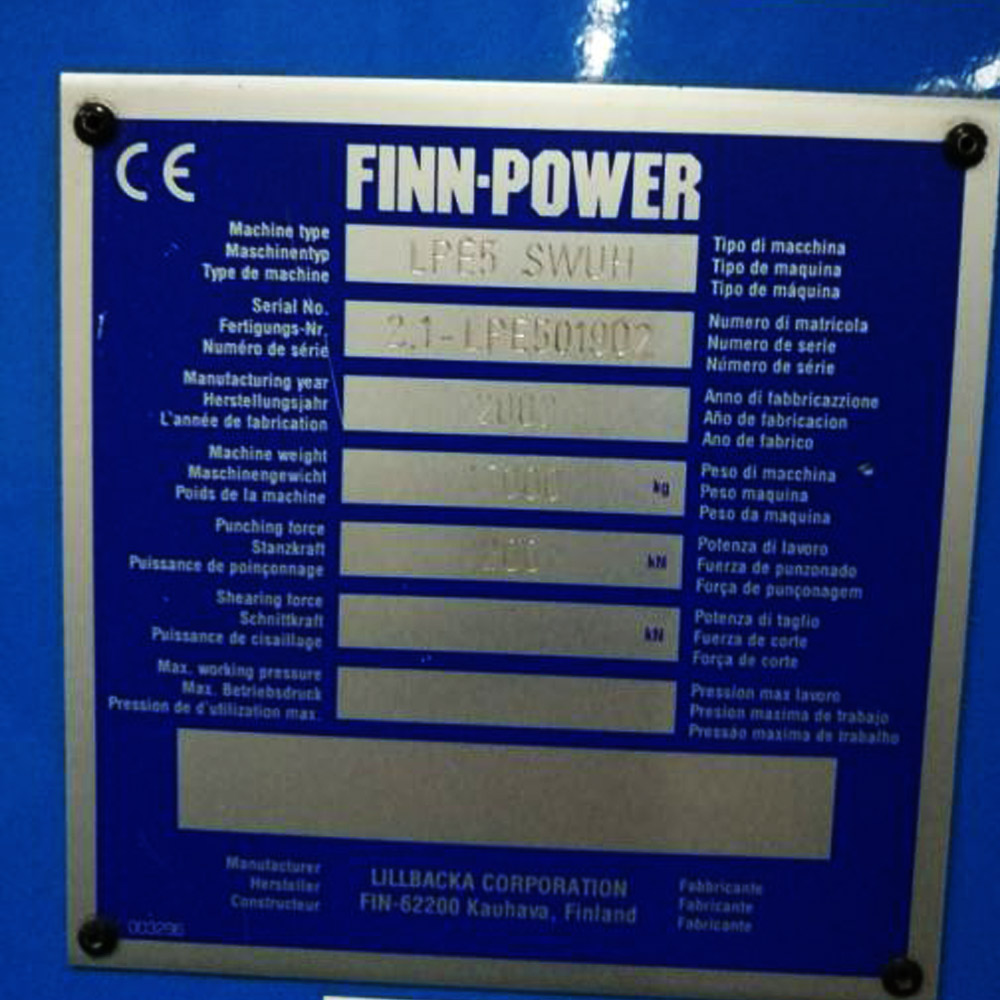 CE
FINN-POWER
Machine type
Maschinentyp
Type de machine
LPE5 SWUH
Tipo di macchina
Tipo de maquina
Tipo do máquina
Serial No.
Fertigungs-Nr.
Numéro de série
2.1-LPE501902
Numero di matricola
Numero de serie
Número de série
Manufacturing year
Herstellungsjahr
L'année de fabrication
Anno di fabbricazzione
Año de fabricacion
Ano de fabrico
Machine weight
Maschinengewicht
Poids de la machine
kg
Peso di macchina
Peso maquina
Peso da maquina
Punching force
Stanzkraft
Puissance de poinçonnage
200
kN
Potenza di lavoro
Fuerza de punzonado
Força de punçonagem
Shearing force
Schnittkraft
Puissance de cisaillage
kN
Potenza di taglio
Fuerza de corte
Força de corte
Max. working pressure
Max. Betriebsdruck
Pression de d'utilization max.
Pression max lavoro
Presion maxima de trabajo
Pressão maxima de trabalho
Manufacturer
Hersteller
Constructeur
LILLBACKA CORPORATION
FIN-62200 Kauhava, Finland
Fabbricante
Fabricante
Fabricante
003296